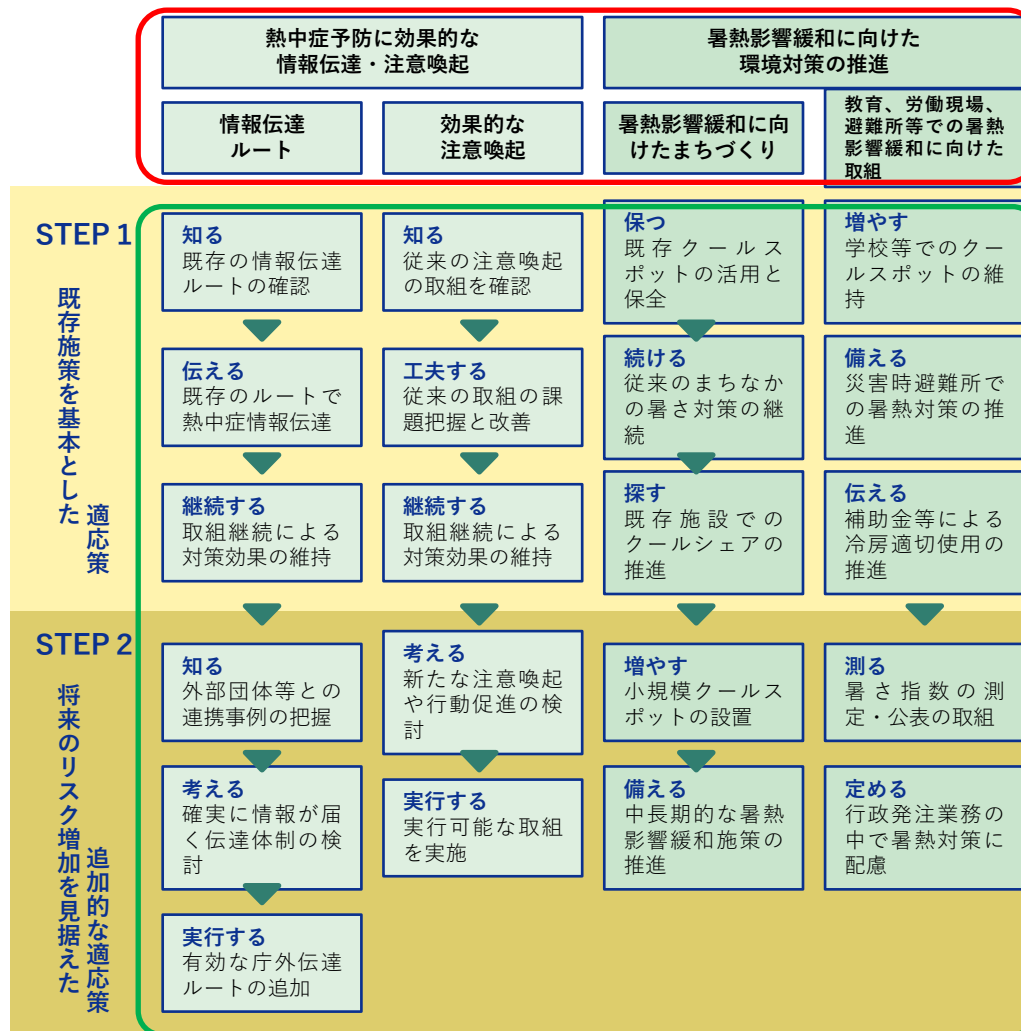 熱中症予防に効果的な
情報伝達・注意喚起
暑熱影響緩和に向けた
環境対策の推進
情報伝達
ルート
効果的な
注意喚起
暑熱影響緩和に向
けたまちづくり
教育、労働現場、
避難所等での暑熱
影響緩和に向けた
取組
STEP 1
既存施策を基本とした
適応策
知る
既存の情報伝達
ルートの確認
知る
従来の注意喚起
の取組を確認
保つ
既存クールス
ポットの活用と
保全
増やす
学校等でのクー
ルスポットの維
持
伝える
既存のルートで
熱中症情報伝達
工夫する
従来の取組の課
題把握と改善
続ける
従来のまちなか
の暑さ対策の継
続
備える
災害時避難所で
の暑熱対策の推
進
継続する
取組継続による
対策効果の維持
継続する
取組継続による
対策効果の維持
探す
既存施設での
クールシェアの
推進
伝える
補助金等による
冷房適切使用の
推進
STEP 2
将来のリスク増加を見据えた
追加的な適応策
知る
外部団体等との
連携事例の把握
考える
新たな注意喚起
や行動促進の検
討
増やす
小規模クールス
ポットの設置
測る
暑さ指数の測
定・公表の取組
考える
確実に情報が届
く伝達体制の検
討
実行する
実行可能な取組
を実施
備える
中長期的な暑熱
影響緩和施策の
推進
定める
行政発注業務の
中で暑熱対策に
配慮
実行する
有効な庁外伝達
ルートの追加